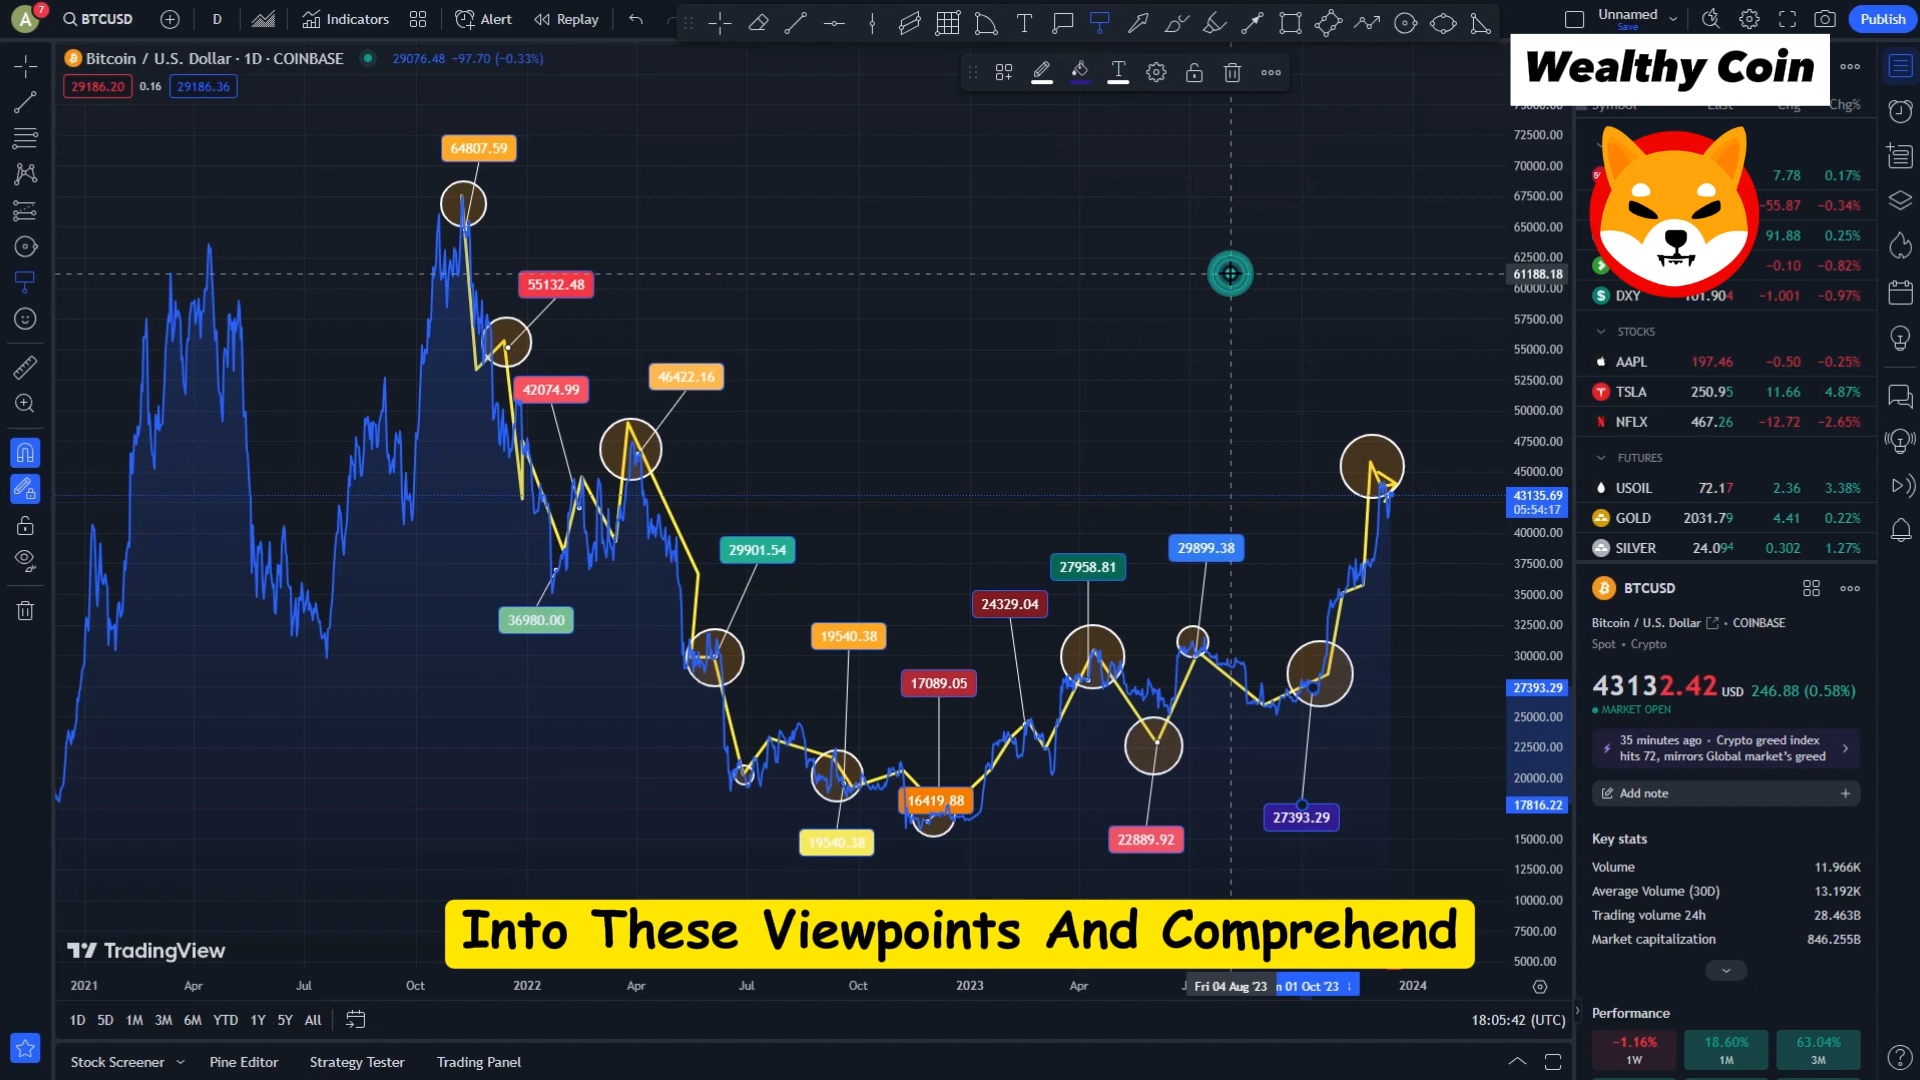 A 7 BTCUSD D Indicators Alert Replay Unnamed Save Publish
Bitcoin / U.S. Dollar · 1D · COINBASE 29076.48 −97.70 (−0.33%)
29186.20 0.16 29186.36
Wealthy Coin
Chg%
64807.59
55132.48
42074.99
46422.16
36980.00
29901.54
19540.38
19540.38
17089.05
16419.88
24329.04
27958.81
22889.92
29899.38
27393.29
72500.00
70000.00
67500.00
65000.00
62500.00
61188.18
60000.00
57500.00
55000.00
52500.00
50000.00
47500.00
45000.00
43135.69
05:54:17
40000.00
37500.00
35000.00
32500.00
30000.00
27393.29
25000.00
22500.00
20000.00
17816.22
15000.00
12500.00
10000.00
7500.00
5000.00
7.78 0.17%
−55.87 −0.34%
91.88 0.25%
−0.10 −0.82%
DXY 101.904 −1.001 −0.97%
STOCKS
AAPL 197.46 −0.50 −0.25%
TSLA 250.95 11.66 4.87%
NFLX 467.26 −12.72 −2.65%
FUTURES
USOIL 72.17 2.36 3.38%
GOLD 2031.79 4.41 0.22%
SILVER 24.094 0.302 1.27%
BTCUSD
Bitcoin / U.S. Dollar • COINBASE
Spot • Crypto
43132.42 USD 246.88 (0.58%)
MARKET OPEN
35 minutes ago • Crypto greed index
hits 72, mirrors Global market's greed
Add note
Key stats
Volume 11.966K
Average Volume (30D) 13.192K
Trading volume 24h 28.463B
Market capitalization 846.255B
Performance
−1.16% 18.60% 63.04%
1W 1M 3M
Into These Viewpoints And Comprehend
TradingView
2021 Apr Jul Oct 2022 Apr Jul Oct 2023 Apr Fri 04 Aug '23 01 Oct '23 2024
1D 5D 1M 3M 6M YTD 1Y 5Y All 18:05:42 (UTC)
Stock Screener Pine Editor Strategy Tester Trading Panel